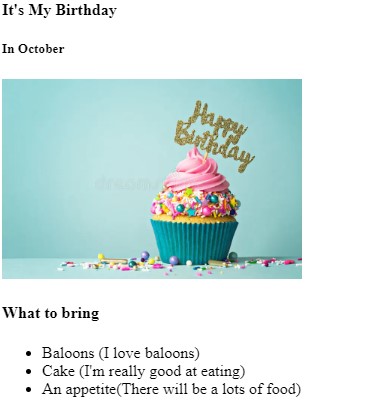 It's My Birthday
In October
Happy
Birthday
What to bring
Baloons (I love baloons)
Cake (I'm really good at eating)
An appetite(There will be a lots of food)